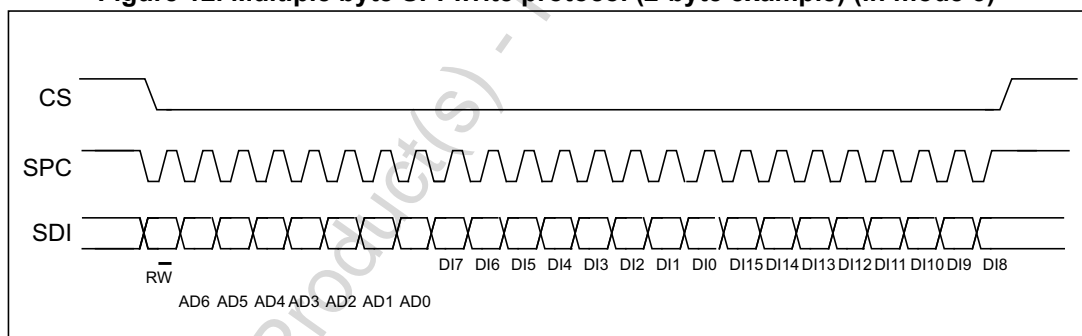 Figure 12. Multiple byte SPI write protocol (2-byte example) (in mode 3)
CS
SPC
SDI
RW
DI7 DI6 DI5 DI4 DI3 DI2 DI1 DI0 DI15 DI14 DI13 DI12 DI11 DI10 DI9 DI8
AD6 AD5 AD4 AD3 AD2 AD1 AD0
Product(s) -